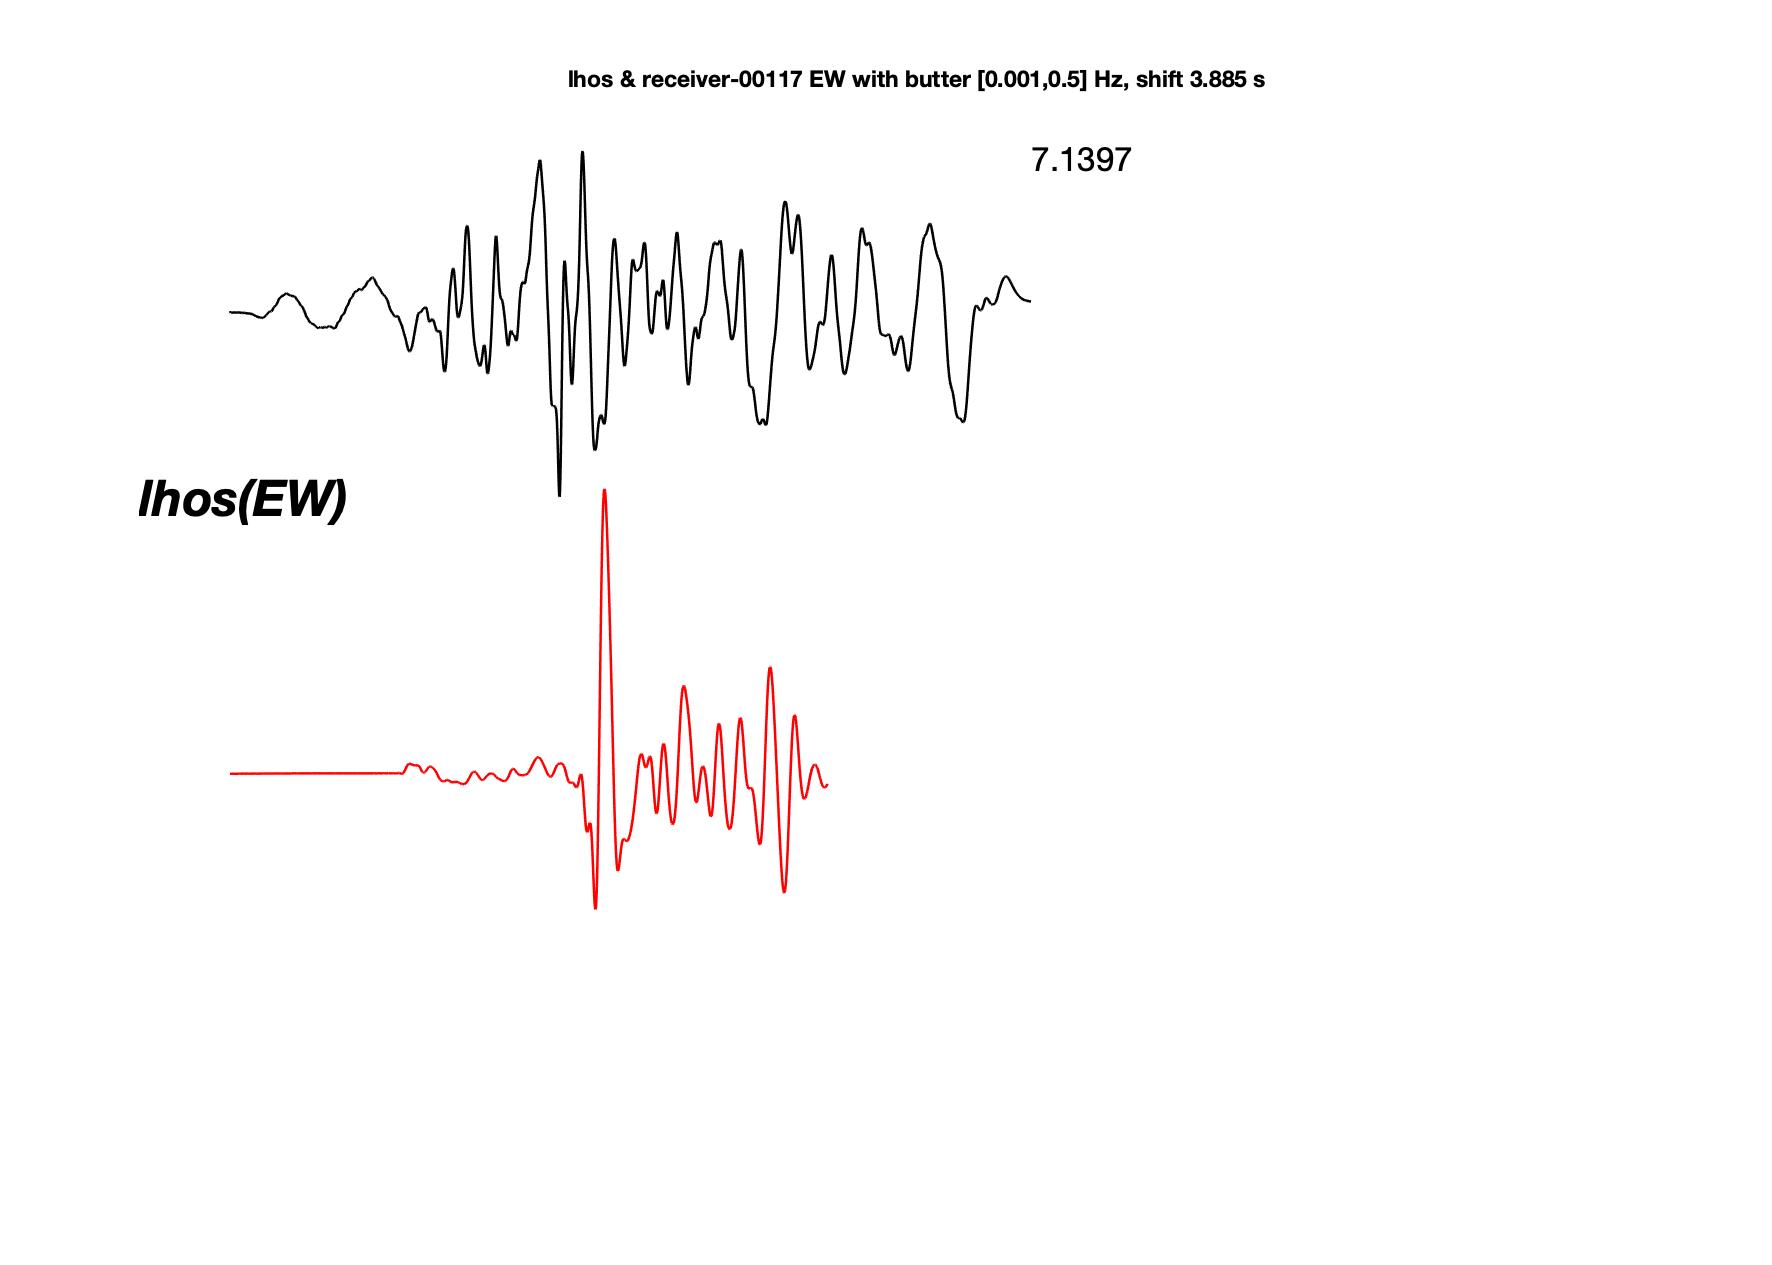 lhos & receiver-00117 EW with butter [0.001,0.5] Hz, shift 3.885 s
7.1397
lhos(EW)